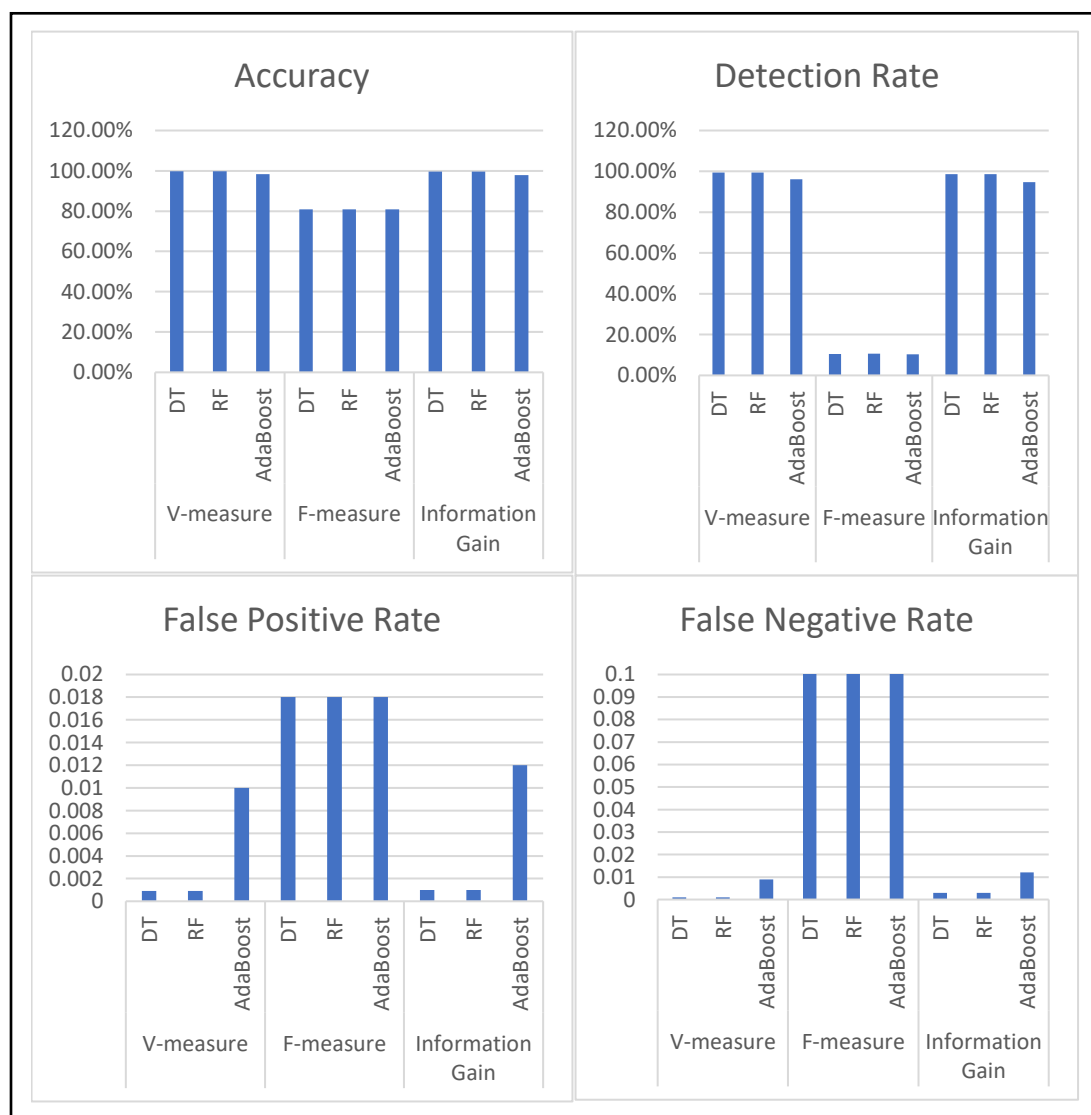 Accuracy
120.00%
100.00%
80.00%
60.00%
40.00%
20.00%
0.00%
DT
RF
AdaBoost
DT
RF
AdaBoost
DT
RF
AdaBoost
V-measure
F-measure
Information
Gain
Detection Rate
120.00%
100.00%
80.00%
60.00%
40.00%
20.00%
0.00%
DT
RF
AdaBoost
DT
RF
AdaBoost
DT
RF
AdaBoost
V-measure
F-measure
Information
Gain
False Positive Rate
0.02
0.018
0.016
0.014
0.012
0.01
0.008
0.006
0.004
0.002
0
DT
RF
AdaBoost
DT
RF
AdaBoost
DT
RF
AdaBoost
V-measure
F-measure
Information
Gain
False Negative Rate
0.1
0.09
0.08
0.07
0.06
0.05
0.04
0.03
0.02
0.01
0
DT
RF
AdaBoost
DT
RF
AdaBoost
DT
RF
AdaBoost
V-measure
F-measure
Information
Gain